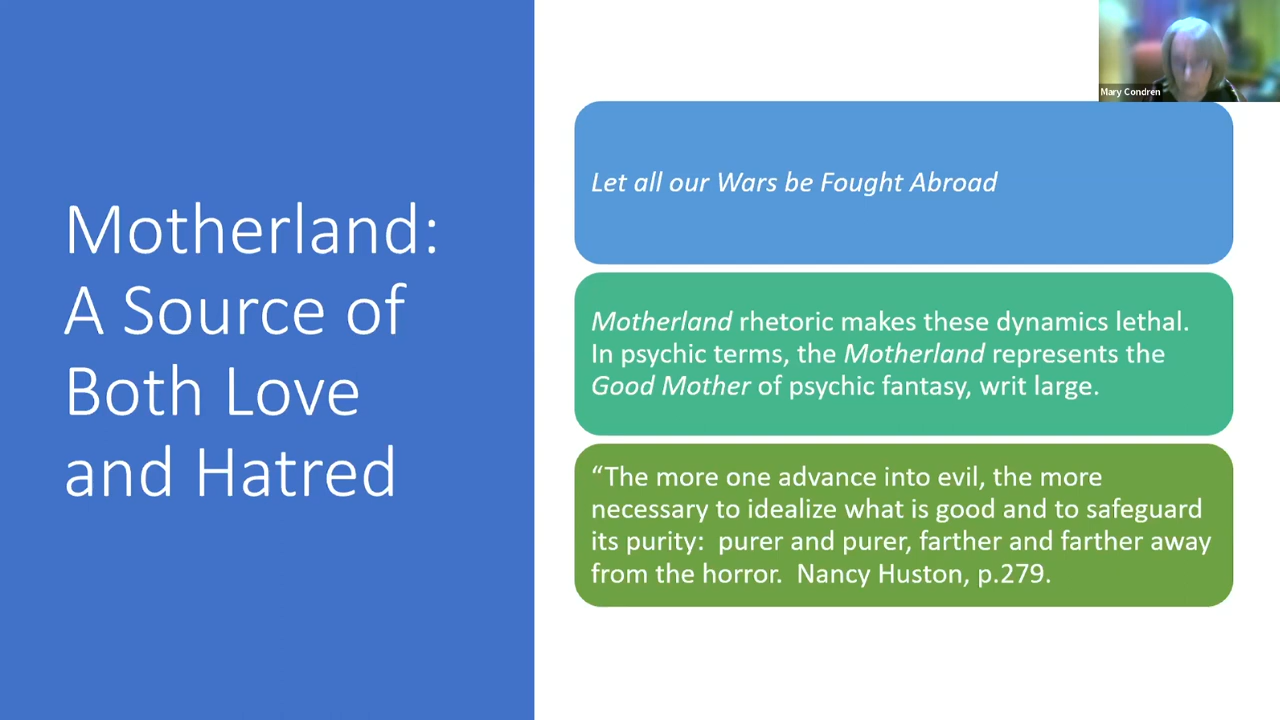 Motherland:
A Source of
Both Love
and Hatred
Mary Condren
Let all our Wars be Fought Abroad
Motherland rhetoric makes these dynamics lethal.
In psychic terms, the Motherland represents the
Good Mother of psychic fantasy, writ large.
“The more one advance into evil, the more
necessary to idealize what is good and to safeguard
its purity:  purer and purer, farther and farther away
from the horror.  Nancy Huston, p.279.